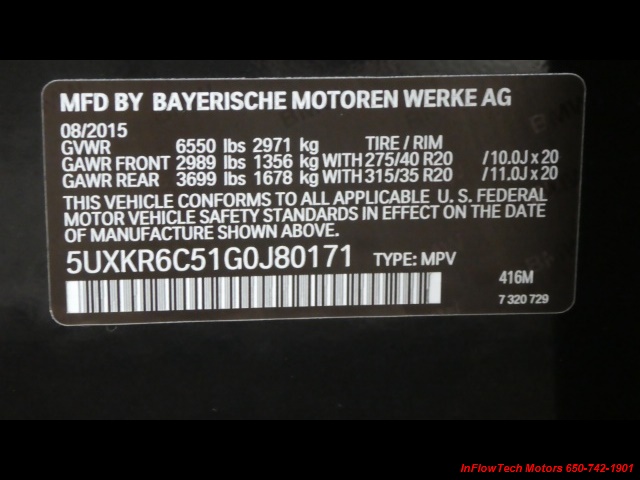 MFD BY BAYERISCHE MOTOREN WERKE AG
08/2015
GVWR 6550 lbs 2971 kg TIRE / RIM
GAWR FRONT 2989 lbs 1356 kg WITH 275/40 R20 /10.0J x 20
GAWR REAR 3699 lbs 1678 kg WITH 315/35 R20 /11.0J x 20
THIS VEHICLE CONFORMS TO ALL APPLICABLE U. S. FEDERAL
MOTOR VEHICLE SAFETY STANDARDS IN EFFECT ON THE DATE
OF MANUFACTURE SHOWN ABOVE.
5UXKR6C51G0J80171 TYPE: MPV
416M
7 320 729
InFlowTech Motors 650-742-1901